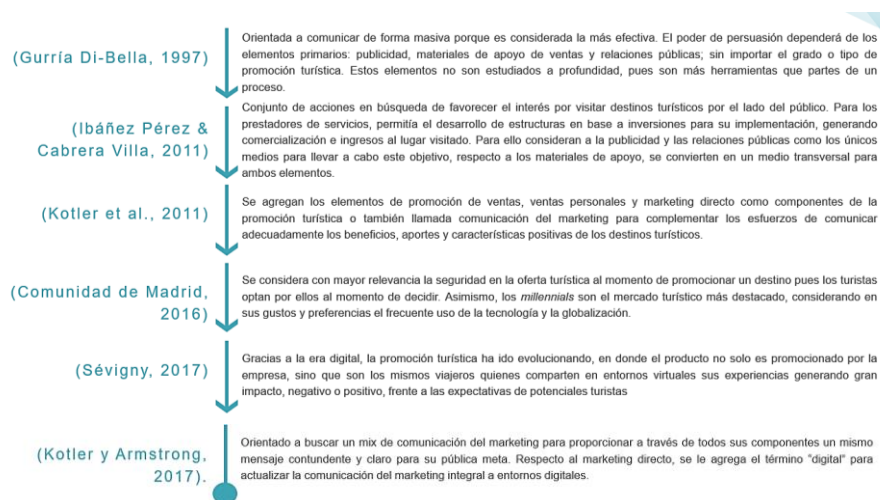 (Gurría Di-Bella, 1997)
Orientada a comunicar de forma masiva porque es considerada la más efectiva. El poder de persuasión dependerá de los
elementos primarios: publicidad, materiales de apoyo de ventas y relaciones públicas; sin importar el grado o tipo de
promoción turística. Estos elementos no son estudiados a profundidad, pues son más herramientas que partes de un
proceso.
(Ibáñez Pérez &
Cabrera Villa, 2011)
Conjunto de acciones en búsqueda de favorecer el interés por visitar destinos turísticos por el lado del público. Para los
prestadores de servicios, permitía el desarrollo de estructuras en base a inversiones para su implementación, generando
comercialización e ingresos al lugar visitado. Para ello consideran a la publicidad y las relaciones públicas como los únicos
medios para llevar a cabo este objetivo, respecto a los materiales de apoyo, se convierten en un medio transversal para
ambos elementos.
(Kotler et al., 2011)
Se agregan los elementos de promoción de ventas, ventas personales y marketing directo como componentes de la
promoción turística o también llamada comunicación del marketing para complementar los esfuerzos de comunicar
adecuadamente los beneficios, aportes y características positivas de los destinos turísticos.
(Comunidad de Madrid,
2016)
Se considera con mayor relevancia la seguridad en la oferta turística al momento de promocionar un destino pues los turistas
optan por ellos al momento de decidir. Asimismo, los millennials son el mercado turístico más destacado, considerando en
sus gustos y preferencias el frecuente uso de la tecnología y la globalización.
(Sévigny, 2017)
Gracias a la era digital, la promoción turística ha ido evolucionando, en donde el producto no solo es promocionado por la
empresa, sino que son los mismos viajeros quienes comparten en entornos virtuales sus experiencias generando gran
impacto, negativo o positivo, frente a las expectativas de potenciales turistas
(Kotler y Armstrong,
2017).
Orientado a buscar un mix de comunicación del marketing para proporcionar a través de todos sus componentes un mismo
mensaje contundente y claro para su pública meta. Respecto al marketing directo, se le agrega el término "digital" para
actualizar la comunicación del marketing integral a entornos digitales.